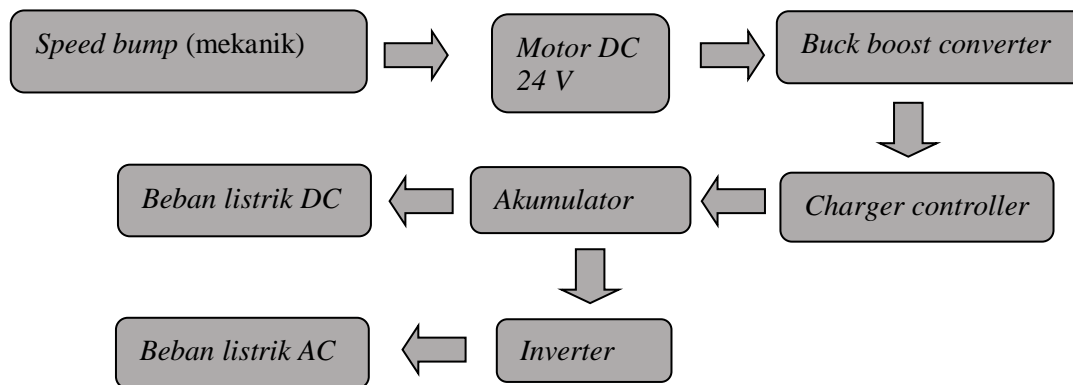 Speed bump (mekanik)
Motor DC
24 V
Buck boost converter
Beban listrik DC
Akumulator
Charger controller
Beban listrik AC
Inverter